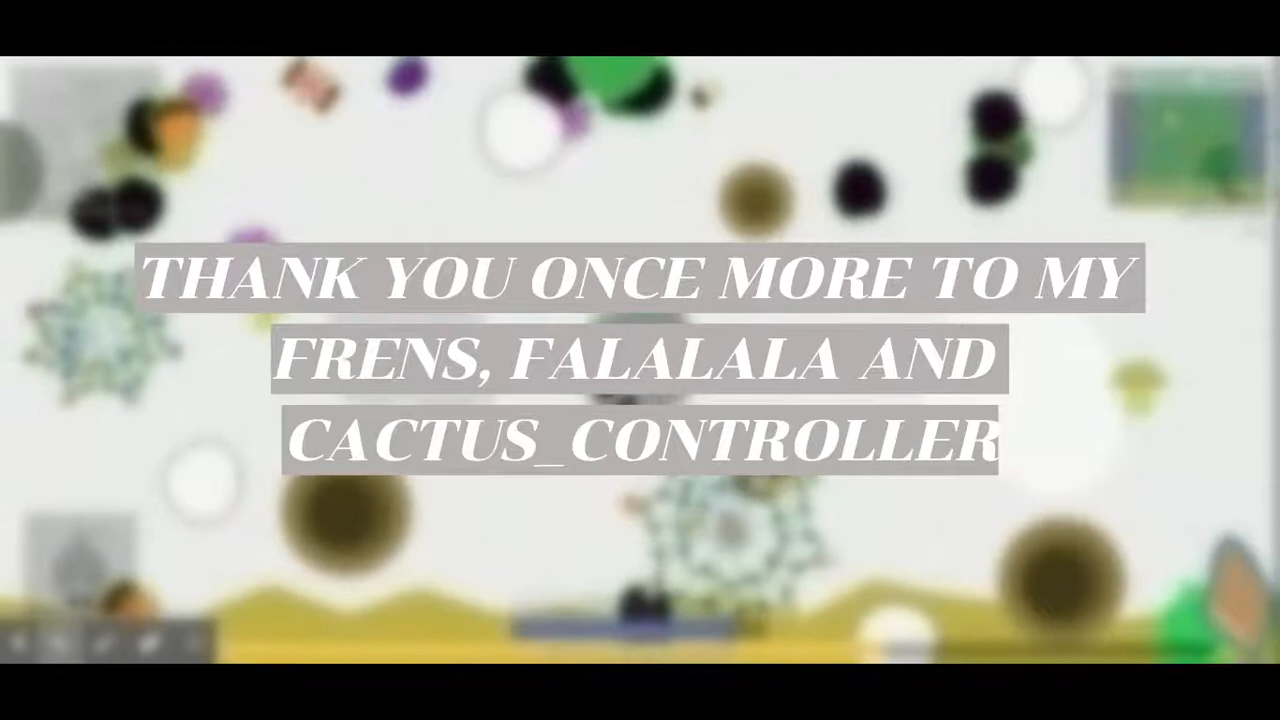 THANK YOU ONCE MORE TO MY
FRENS, FALALALA AND
CACTUS_CONTROLLER